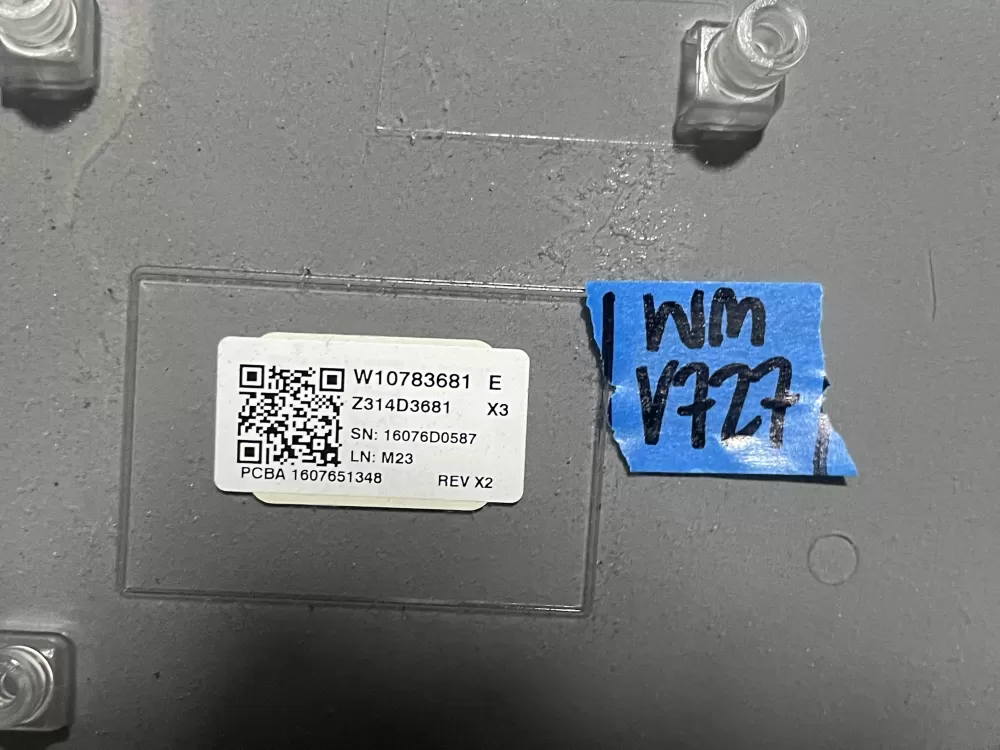 W10783681 E
Z314D3681 X3
SN: 16076D0587
LN: M23
PCBA 1607651348 REV X2
WM
V727